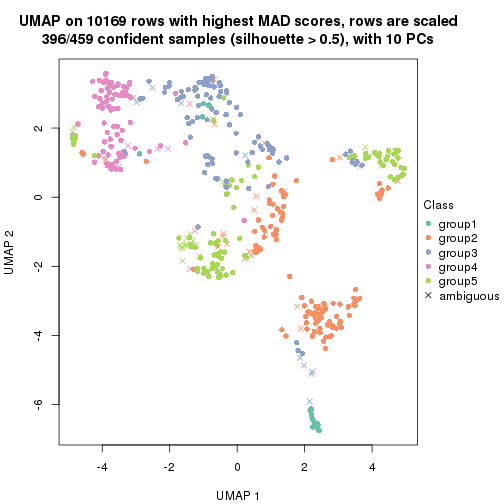 UMAP on 10169 rows with highest MAD scores, rows are scaled
396/459 confident samples (silhouette > 0.5), with 10 PCs
Class
group1
group2
group3
group4
group5
ambiguous
2
0
-2
-4
-6
UMAP 2
-4
-2
0
2
4
UMAP 1